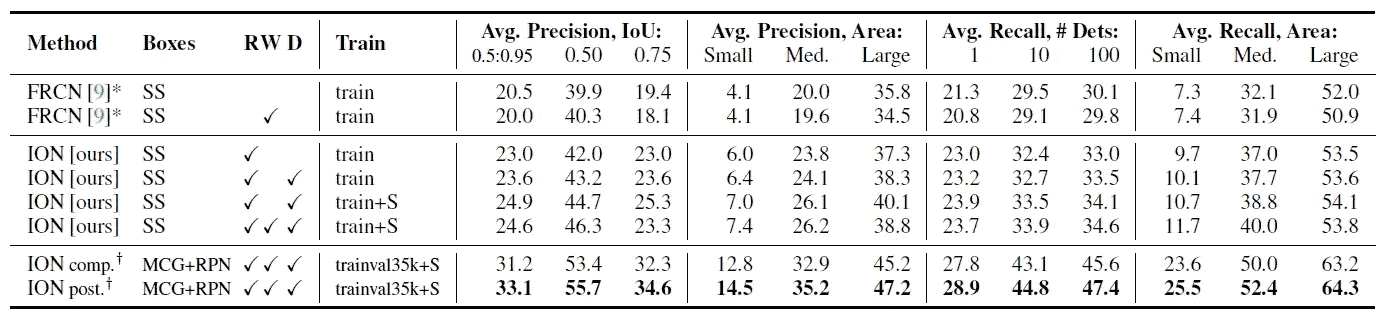 Method Boxes R W D Train Avg. Precision, IoU: Avg. Precision, Area: Avg. Recall, # Dets: Avg. Recall, Area:
0.5:0.95 0.50 0.75 Small Med. Large 1 10 100 Small Med. Large
FRCN [9]* SS train 20.5 39.9 19.4 4.1 20.0 35.8 21.3 29.5 30.1 7.3 32.1 52.0
FRCN [9]* SS ✓ train 20.0 40.3 18.1 4.1 19.6 34.5 20.8 29.1 29.8 7.4 31.9 50.9
ION [ours] SS ✓ train 23.0 42.0 23.0 6.0 23.8 37.3 23.0 32.4 33.0 9.7 37.0 53.5
ION [ours] SS ✓ ✓ train 23.6 43.2 23.6 6.4 24.1 38.3 23.2 32.7 33.5 10.1 37.7 53.6
ION [ours] SS ✓ ✓ train+S 24.9 44.7 25.3 7.0 26.1 40.1 23.9 33.5 34.1 10.7 38.8 54.1
ION [ours] SS ✓ ✓ ✓ train+S 24.6 46.3 23.3 7.4 26.2 38.8 23.7 33.9 34.6 11.7 40.0 53.8
ION comp.† MCG+RPN ✓ ✓ ✓ trainval35k+S 31.2 53.4 32.3 12.8 32.9 45.2 27.8 43.1 45.6 23.6 50.0 63.2
ION post.† MCG+RPN ✓ ✓ ✓ trainval35k+S 33.1 55.7 34.6 14.5 35.2 47.2 28.9 44.8 47.4 25.5 52.4 64.3